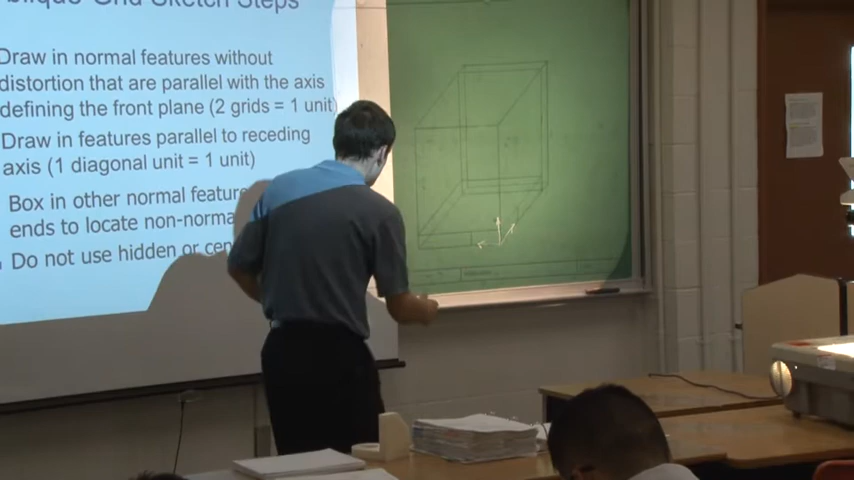 blique Grid Sketch Steps
Draw in normal features without
distortion that are parallel with the axis
defining the front plane (2 grids = 1 unit)
Draw in features parallel to receding
axis (1 diagonal unit = 1 unit)
Box in other normal feature
ends to locate non-norma
Do not use hidden or cen